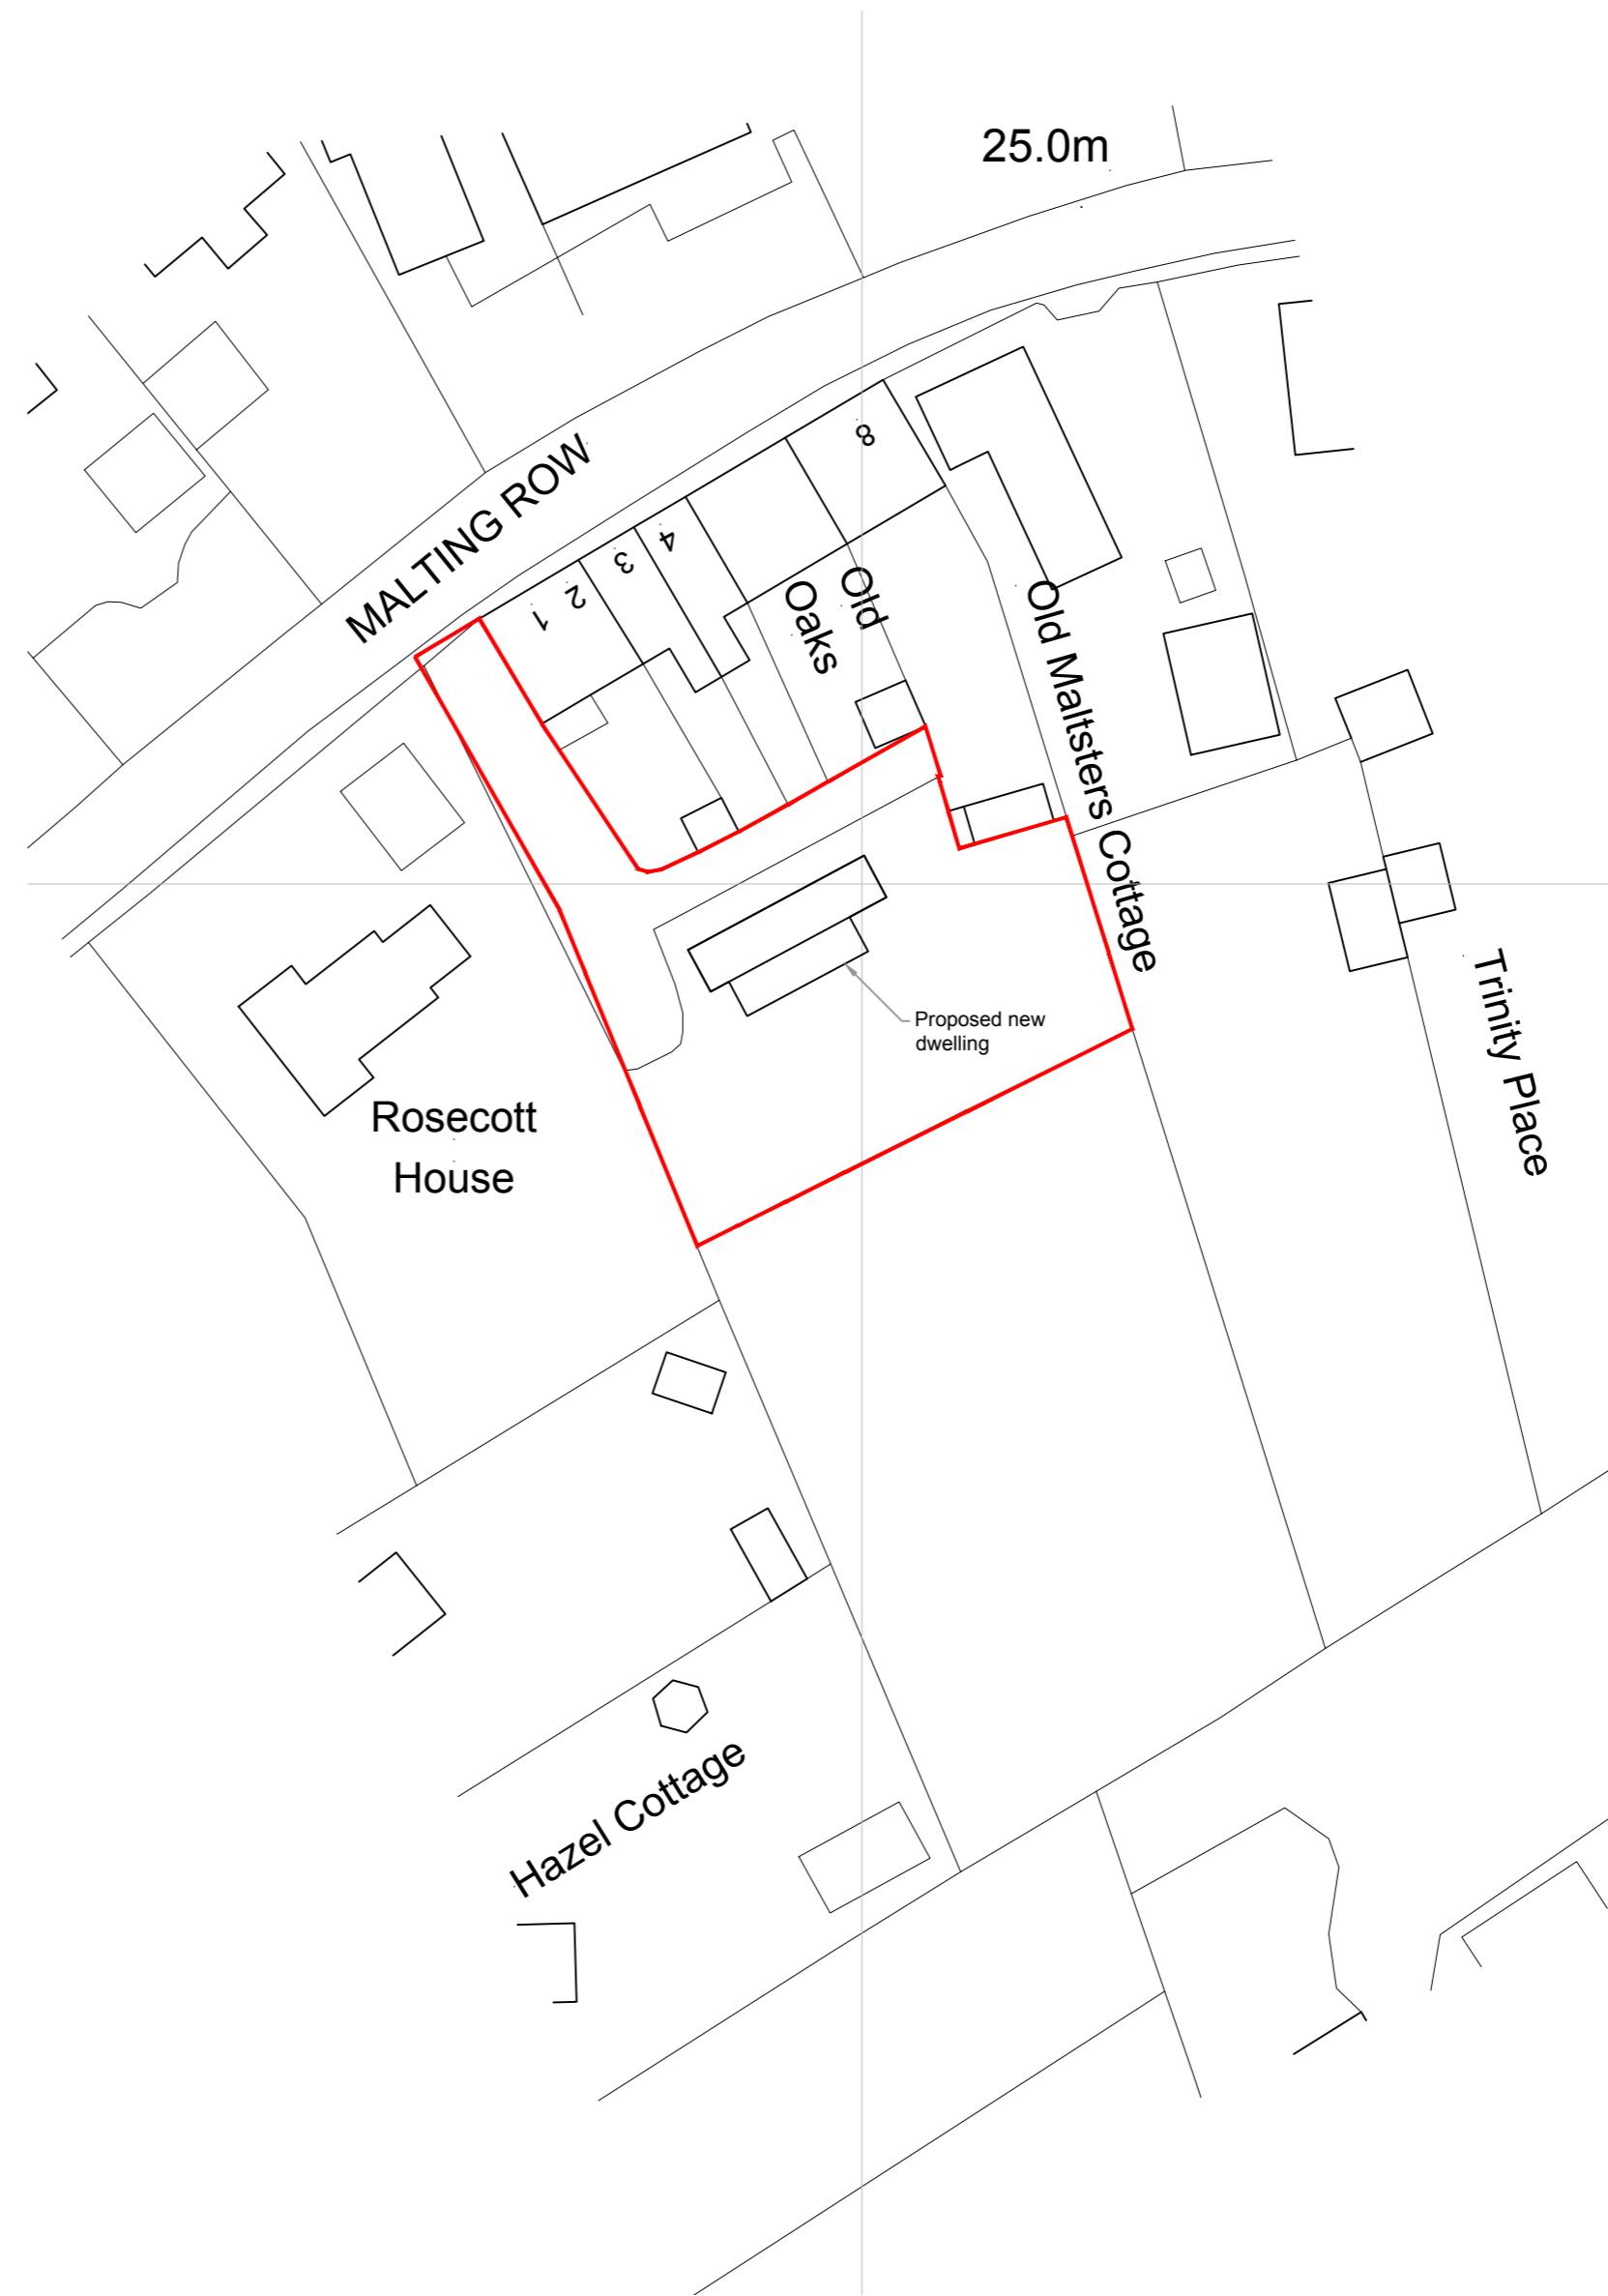 25.0m
MALTING ROW
8
4
3
2
1
Old
Oaks
Old Maltsters Cottage
Trinity Place
Proposed new
dwelling
Rosecott
House
Hazel Cottage